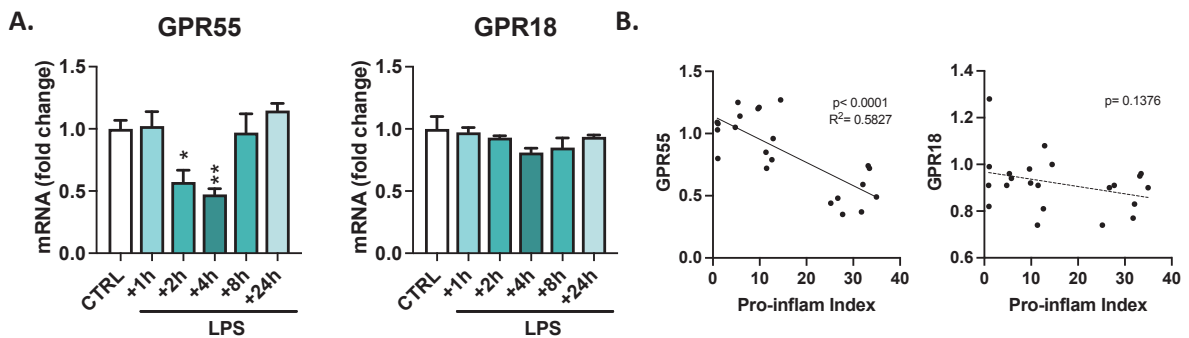 A.
GPR55
mRNA (fold change)
1.5
1.0
0.5
0.0
*
**
CTRL
+1h
+2h
+4h
+8h
+24h
LPS
GPR18
mRNA (fold change)
1.5
1.0
0.5
0.0
CTRL
+1h
+2h
+4h
+8h
+24h
LPS
B.
GPR55
1.5
1.0
0.5
0.0
p< 0.0001
R²= 0.5827
0
10
20
30
40
Pro-inflam Index
GPR18
1.4
1.2
1.0
0.8
0.6
p= 0.1376
0
10
20
30
40
Pro-inflam Index